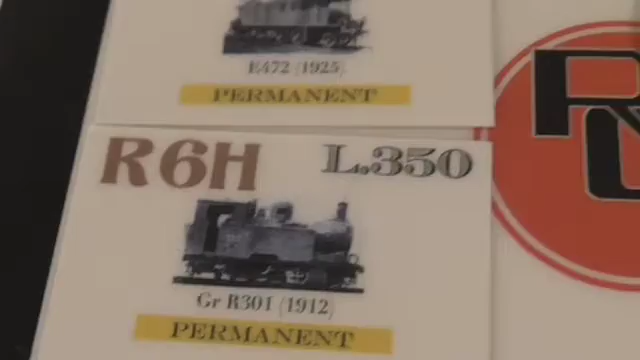 E472 (1925)
PERMANENT
R6H L.350
Gr R301 (1912)
PERMANENT
R